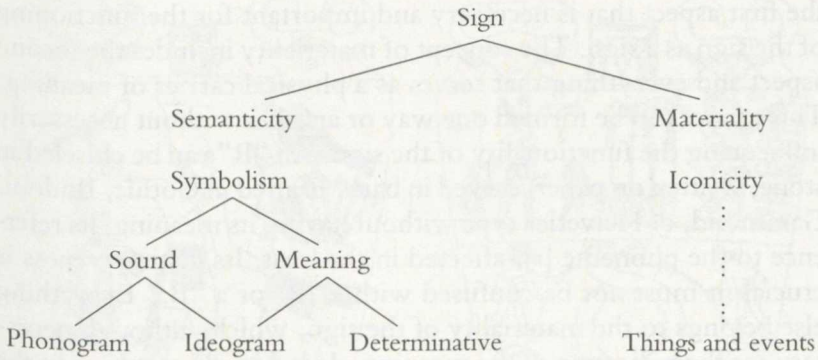 Sign
Semanticity Materiality
Symbolism Iconicity
Sound Meaning
Phonogram Ideogram Determinative Things and events